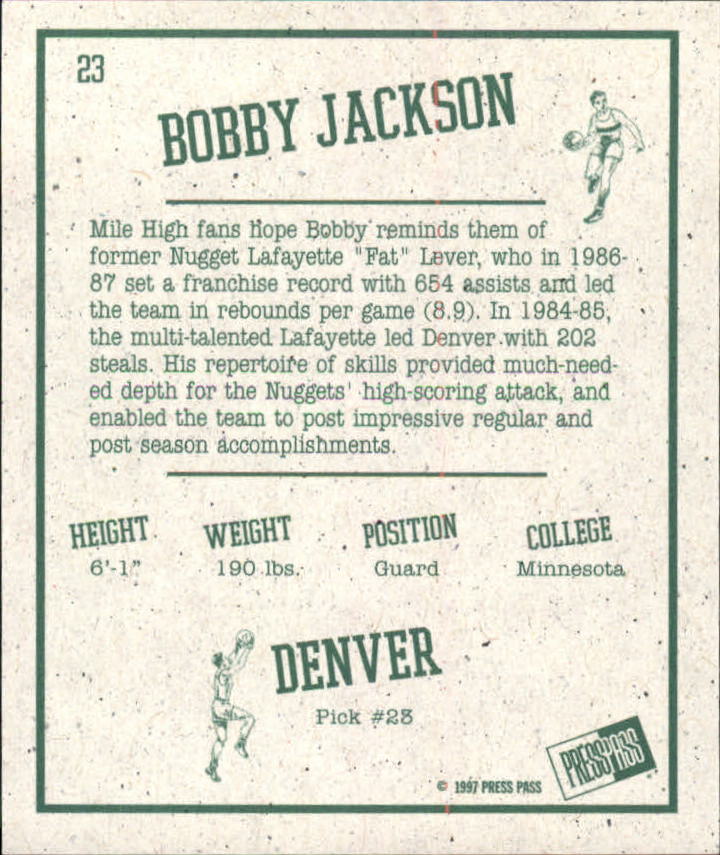 23
BOBBY JACKSON
Mile High fans hope Bobby reminds them of
former Nugget Lafayette "Fat" Lever, who in 1986-
87 set a franchise record with 654 assists and led
the team in rebounds per game (8.9). In 1984-85,
the multi-talented Lafayette led Denver with 202
steals. His repertoire of skills provided much-need-
ed depth for the Nuggets' high-scoring attack, and
enabled the team to post impressive regular and
post season accomplishments.
HEIGHT WEIGHT POSITION COLLEGE
6'-1" 190 lbs. Guard Minnesota
DENVER
Pick #23
PRESS PASS
© 1997 PRESS PASS